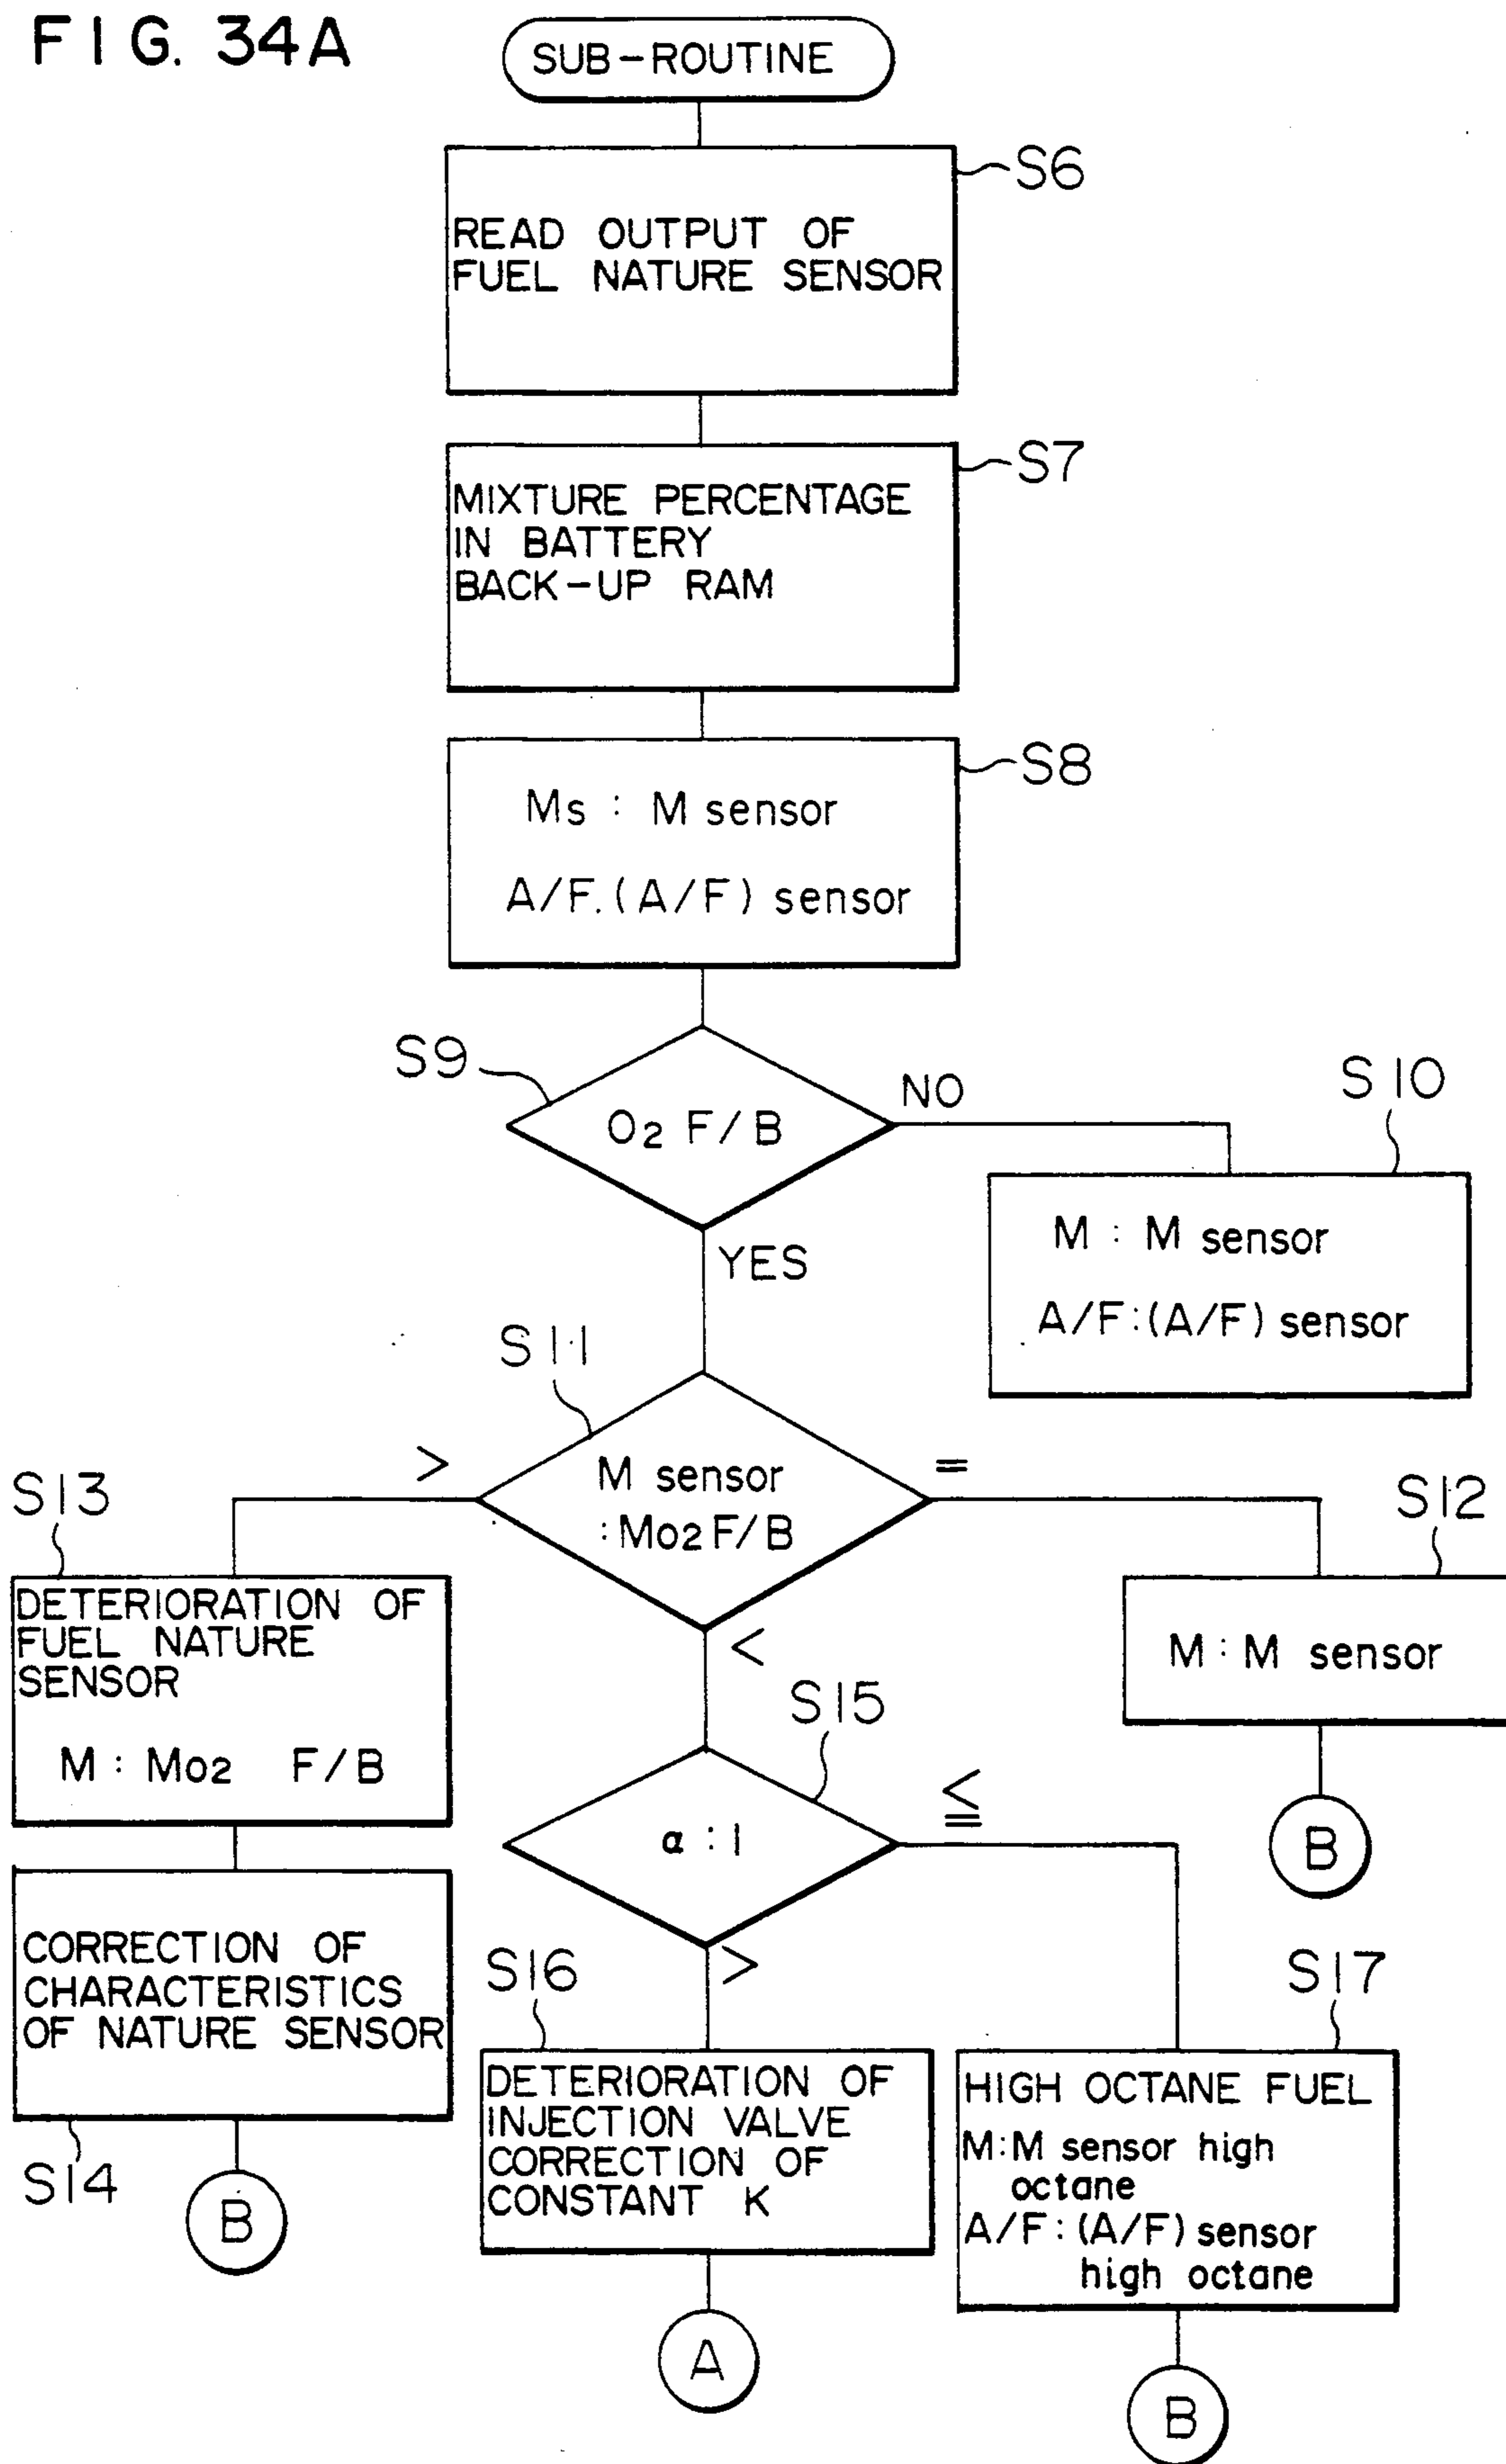 FIG. 34A
SUB-ROUTINE
S6
READ OUTPUT OF
FUEL NATURE SENSOR
S7
MIXTURE PERCENTAGE
IN BATTERY
BACK-UP RAM
S8
Ms : M sensor
A/F.(A/F) sensor
S9
O2 F/B
NO
YES
S10
M : M sensor
A/F:(A/F) sensor
S11
M sensor
:Mo2 F/B
>
=
<
S13
DETERIORATION OF
FUEL NATURE
SENSOR
M : Mo2 F/B
S12
M : M sensor
B
S15
α : 1
≦
>
CORRECTION OF
CHARACTERISTICS
OF NATURE SENSOR
S14
B
S16
DETERIORATION OF
INJECTION VALVE
CORRECTION OF
CONSTANT K
A
S17
HIGH OCTANE FUEL
M:M sensor high
octane
A/F:(A/F) sensor
high octane
B